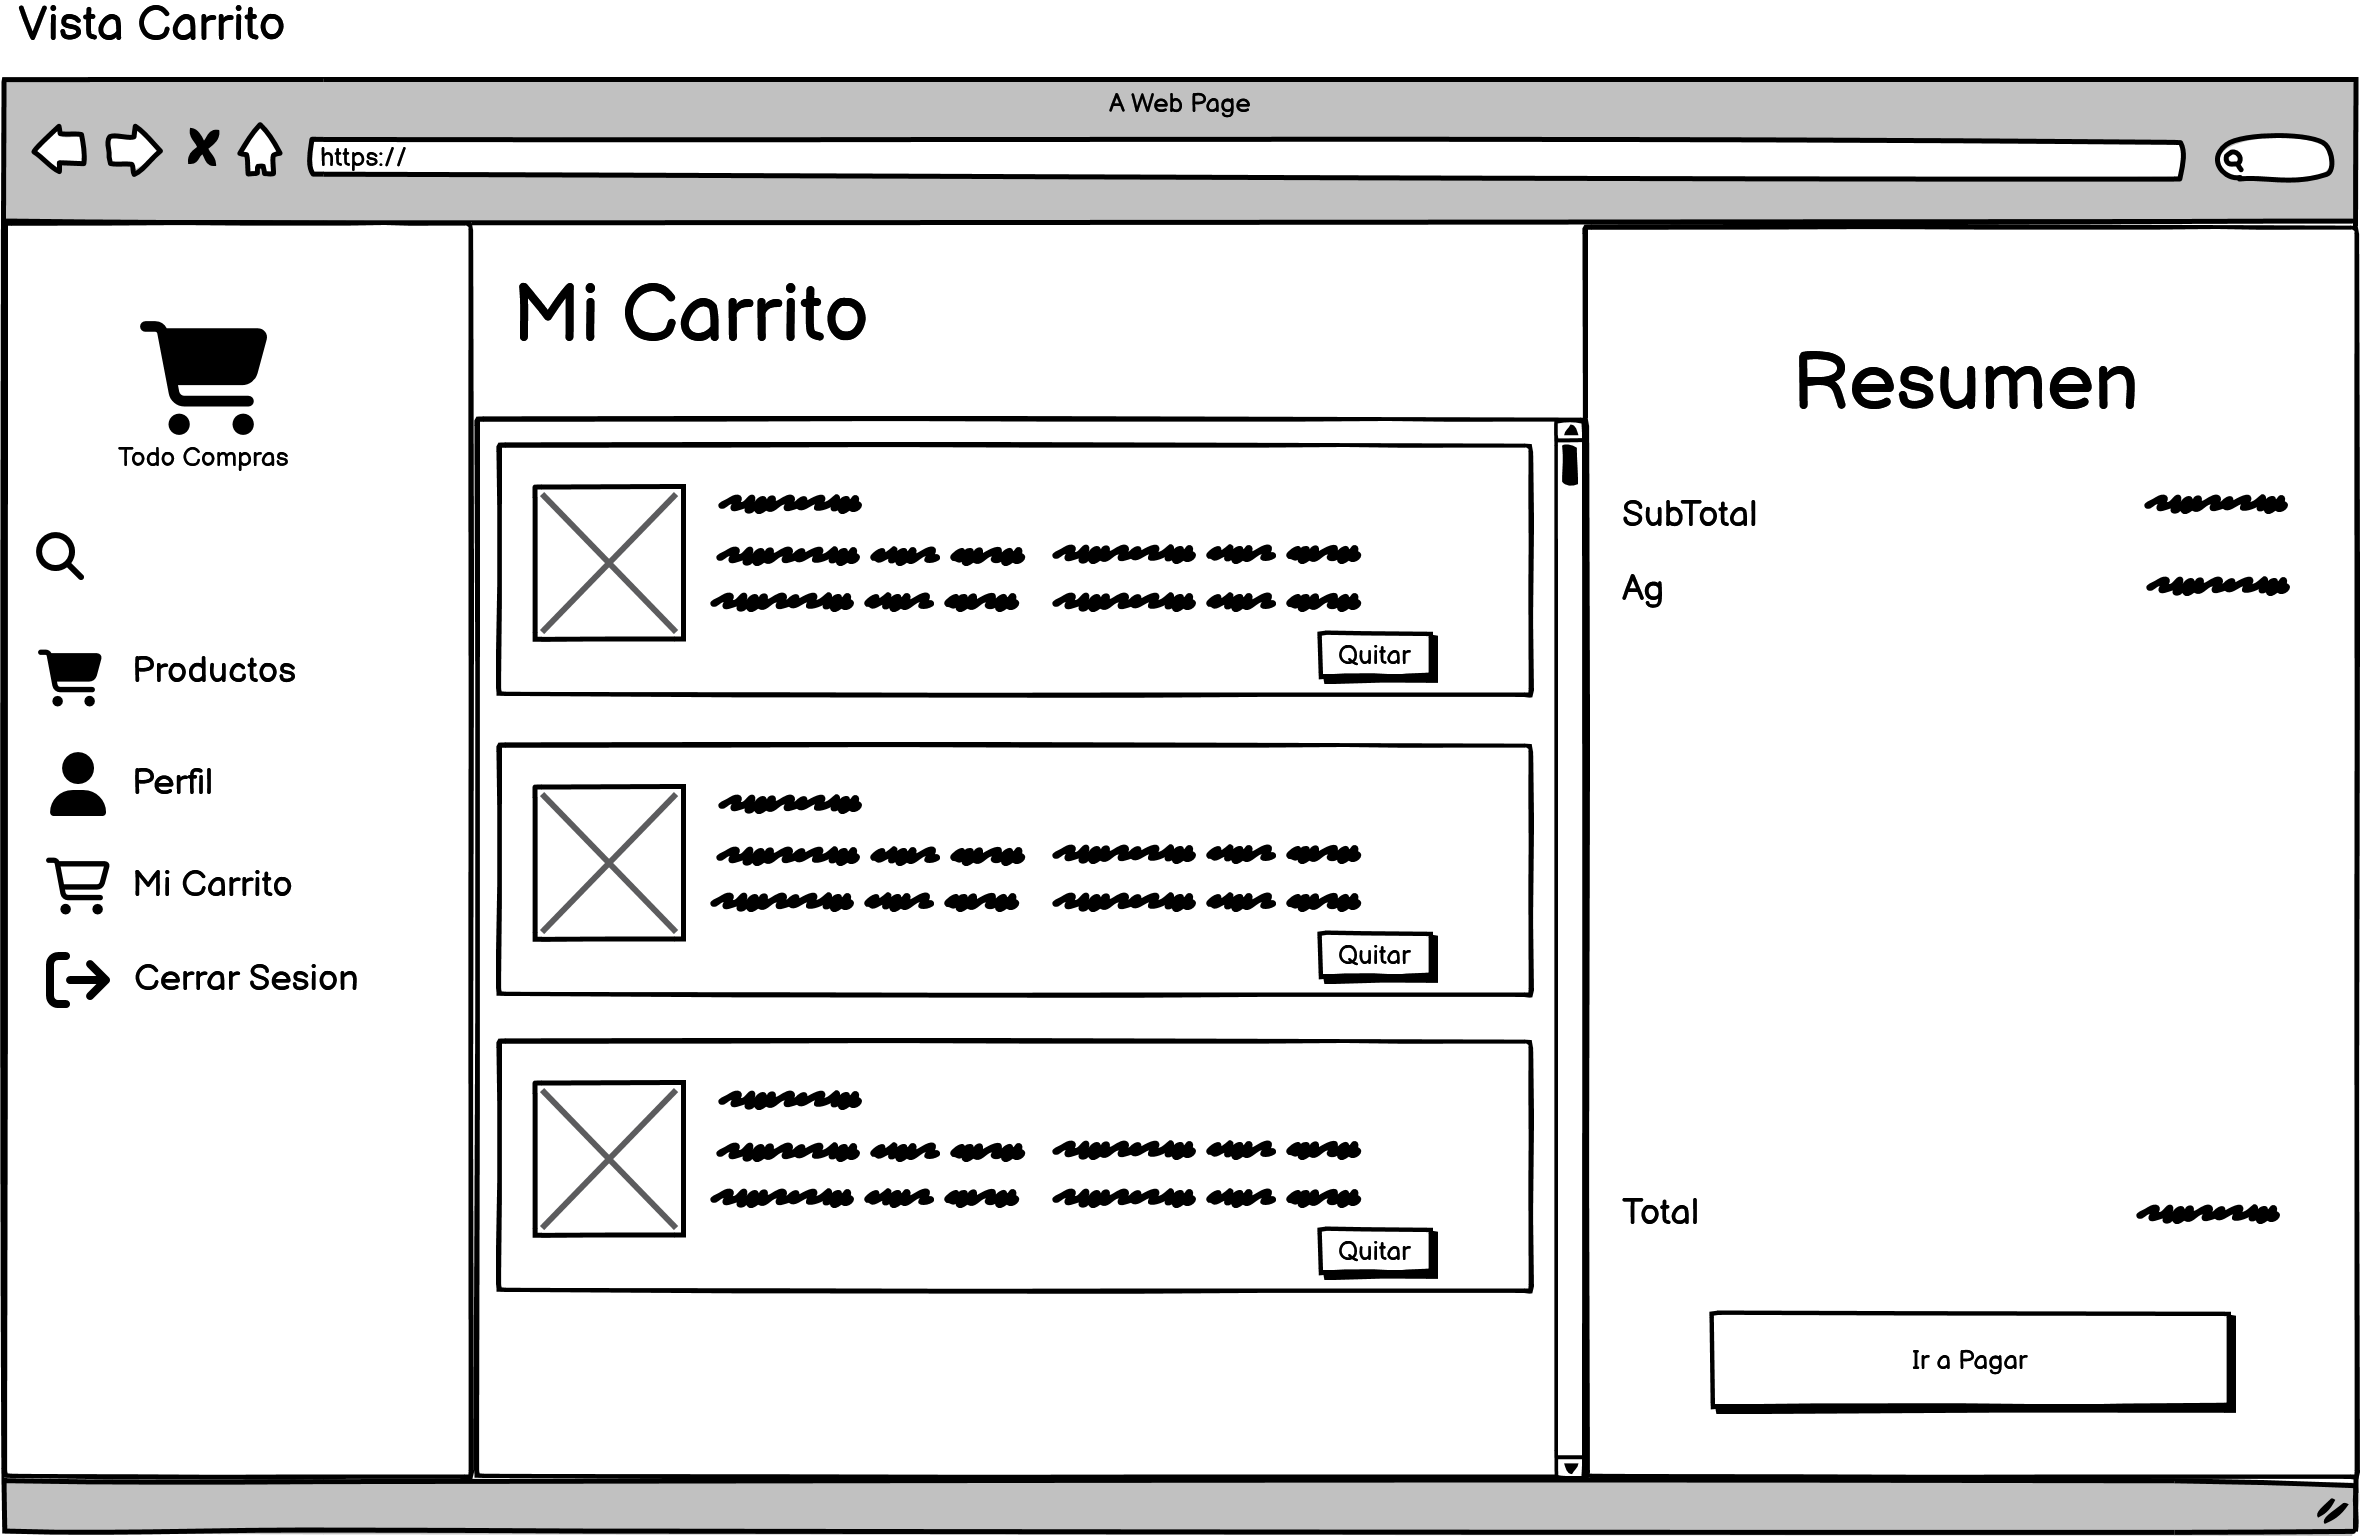 Vista Carrito
A Web Page
https://
Todo Compras
Productos
Perfil
Mi Carrito
Cerrar Sesion
Mi Carrito
Quitar
Quitar
Quitar
Resumen
SubTotal
Ag
Total
Ir a Pagar